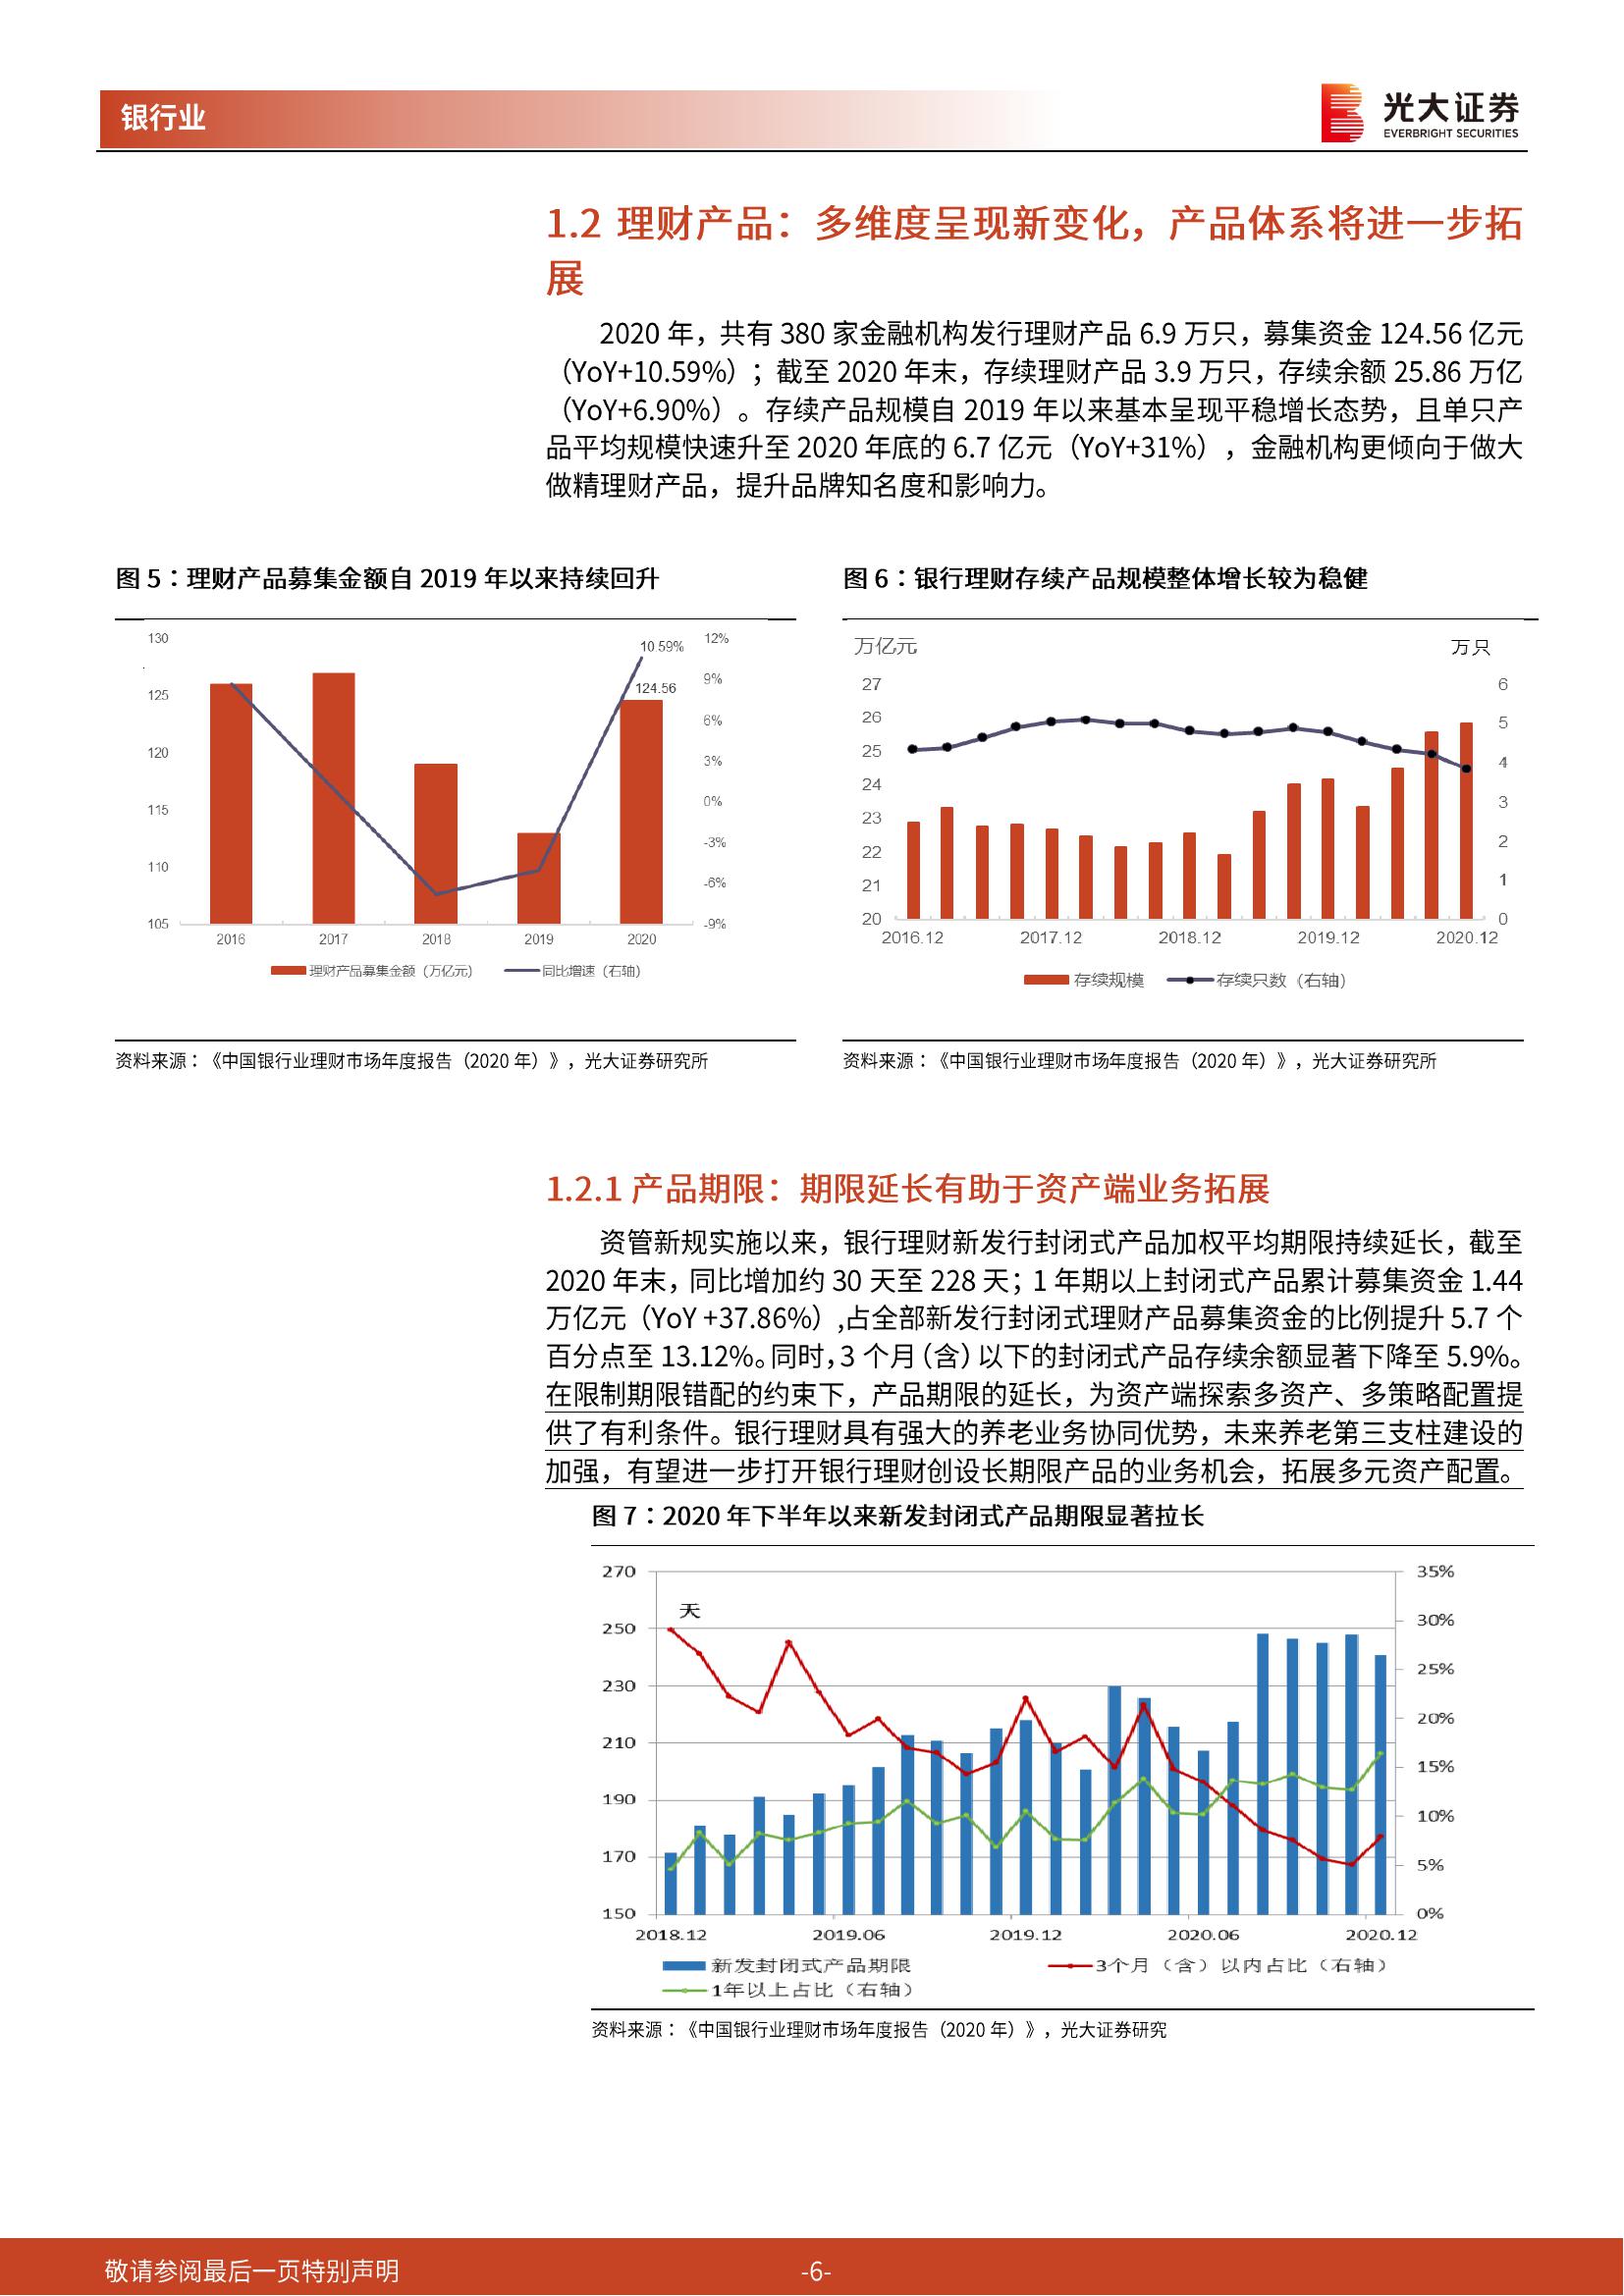 银行业
光大证券
EVERBRIGHT SECURITIES
1.2 理财产品：多维度呈现新变化，产品体系将进一步拓
展
2020 年，共有 380 家金融机构发行理财产品 6.9 万只，募集资金 124.56 亿元
（YoY+10.59%）；截至 2020 年末，存续理财产品 3.9 万只，存续余额 25.86 万亿
（YoY+6.90%）。存续产品规模自 2019 年以来基本呈现平稳增长态势，且单只产
品平均规模快速升至 2020 年底的 6.7 亿元（YoY+31%），金融机构更倾向于做大
做精理财产品，提升品牌知名度和影响力。
图 5：理财产品募集金额自 2019 年以来持续回升
130
125
120
115
110
105
10.59%
124.56
12%
9%
6%
3%
0%
-3%
-6%
-9%
2016 2017 2018 2019 2020
理财产品募集金额（万亿元） 同比增速（右轴）
资料来源：《中国银行业理财市场年度报告（2020 年）》，光大证券研究所
图 6：银行理财存续产品规模整体增长较为稳健
万亿元 万只
27
26
25
24
23
22
21
20
6
5
4
3
2
1
0
2016.12 2017.12 2018.12 2019.12 2020.12
存续规模 存续只数（右轴）
资料来源：《中国银行业理财市场年度报告（2020 年）》，光大证券研究所
1.2.1 产品期限：期限延长有助于资产端业务拓展
资管新规实施以来，银行理财新发行封闭式产品加权平均期限持续延长，截至
2020 年末，同比增加约 30 天至 228 天；1 年期以上封闭式产品累计募集资金 1.44
万亿元（YoY +37.86%）,占全部新发行封闭式理财产品募集资金的比例提升 5.7 个
百分点至 13.12%。同时，3 个月（含）以下的封闭式产品存续余额显著下降至 5.9%。
在限制期限错配的约束下，产品期限的延长，为资产端探索多资产、多策略配置提
供了有利条件。银行理财具有强大的养老业务协同优势，未来养老第三支柱建设的
加强，有望进一步打开银行理财创设长期限产品的业务机会，拓展多元资产配置。
图 7：2020 年下半年以来新发封闭式产品期限显著拉长
天
270
250
230
210
190
170
150
35%
30%
25%
20%
15%
10%
5%
0%
2018.12 2019.06 2019.12 2020.06 2020.12
新发封闭式产品期限 3个月（含）以内占比（右轴）
1年以上占比（右轴）
资料来源：《中国银行业理财市场年度报告（2020 年）》，光大证券研究
敬请参阅最后一页特别声明 -6-